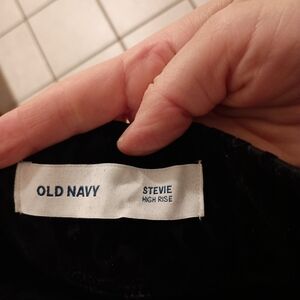 OLD NAVY
STEVIE
HIGH RISE